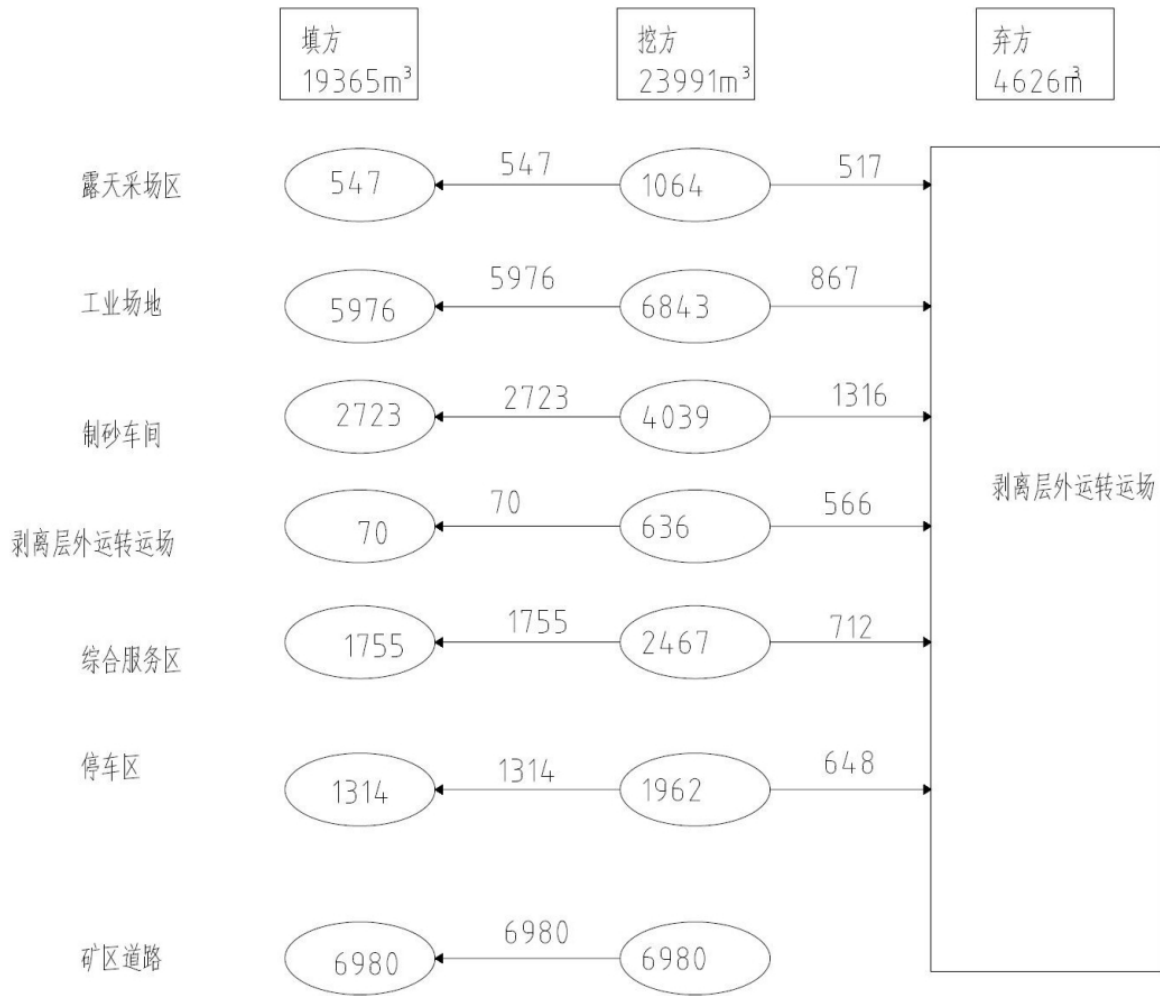 填方
19365m³
挖方
23991m³
弃方
4626m³
露天采场区
547
547
1064
517
工业场地
5976
5976
6843
867
制砂车间
2723
2723
4039
1316
剥离层外运转运场
70
70
636
566
综合服务区
1755
1755
2467
712
停车区
1314
1314
1962
648
矿区道路
6980
6980
6980
剥离层外运转运场